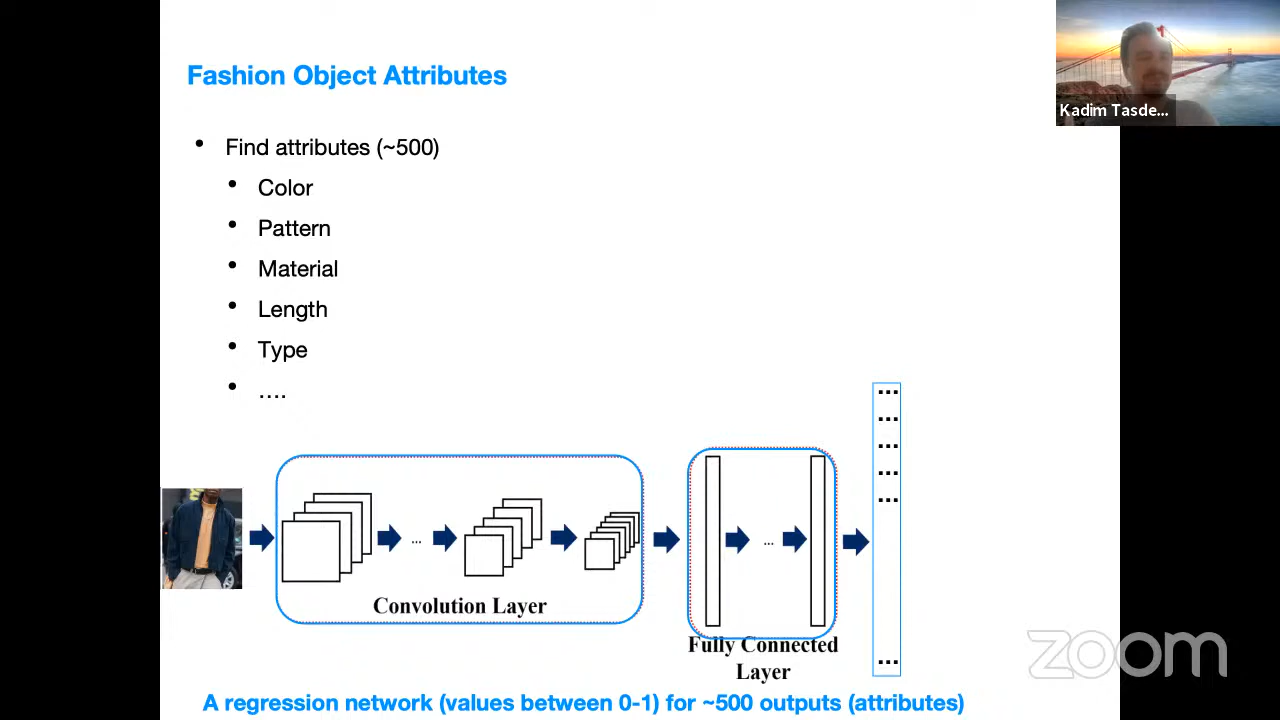 Fashion Object Attributes
Kadim Tasde...
• Find attributes (~500)
• Color
• Pattern
• Material
• Length
• Type
• ....
...
...
...
...
...
...
...
...
Convolution Layer
Fully Connected
Layer
zoom
A regression network (values between 0-1) for ~500 outputs (attributes)